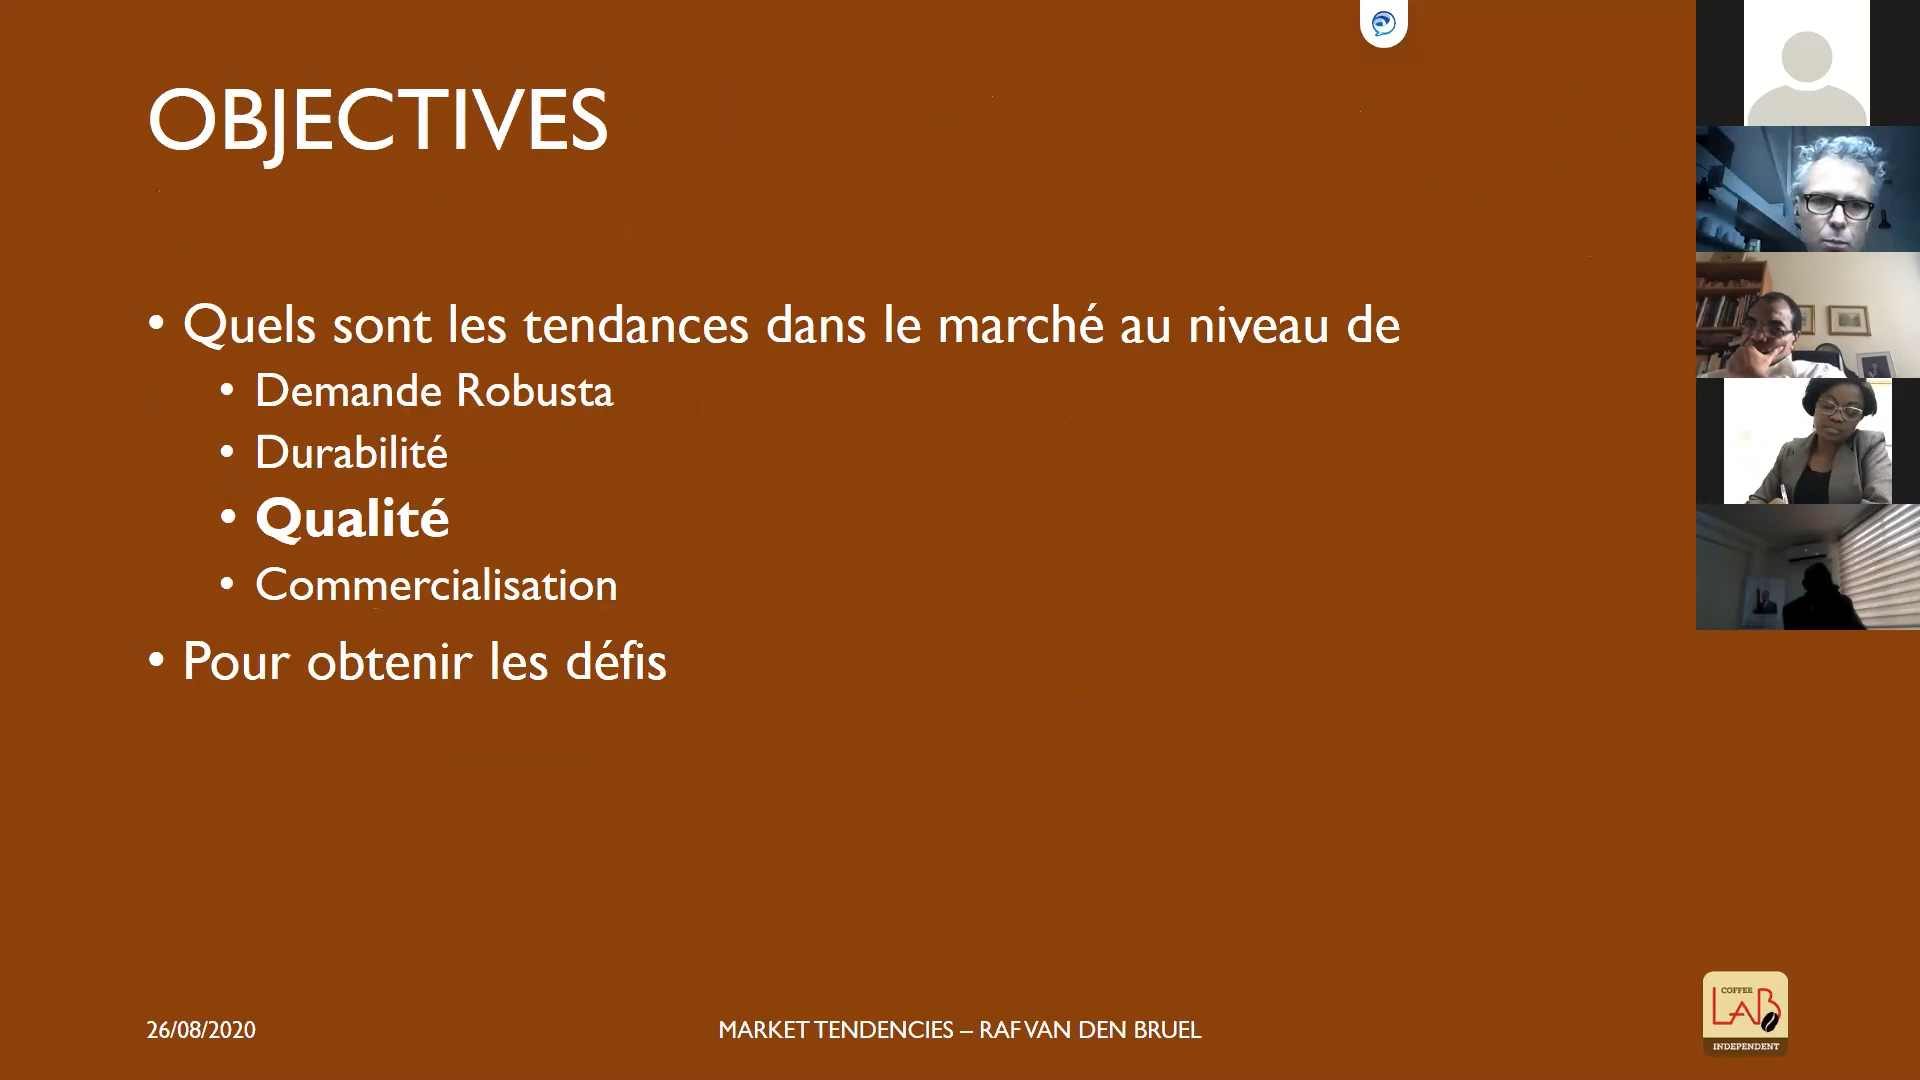 OBJECTIVES
• Quels sont les tendances dans le marché au niveau de
• Demande Robusta
• Durabilité
• Qualité
• Commercialisation
• Pour obtenir les défis
26/08/2020
MARKET TENDENCIES – RAF VAN DEN BRUEL
COFFEE
LAB
INDEPENDENT